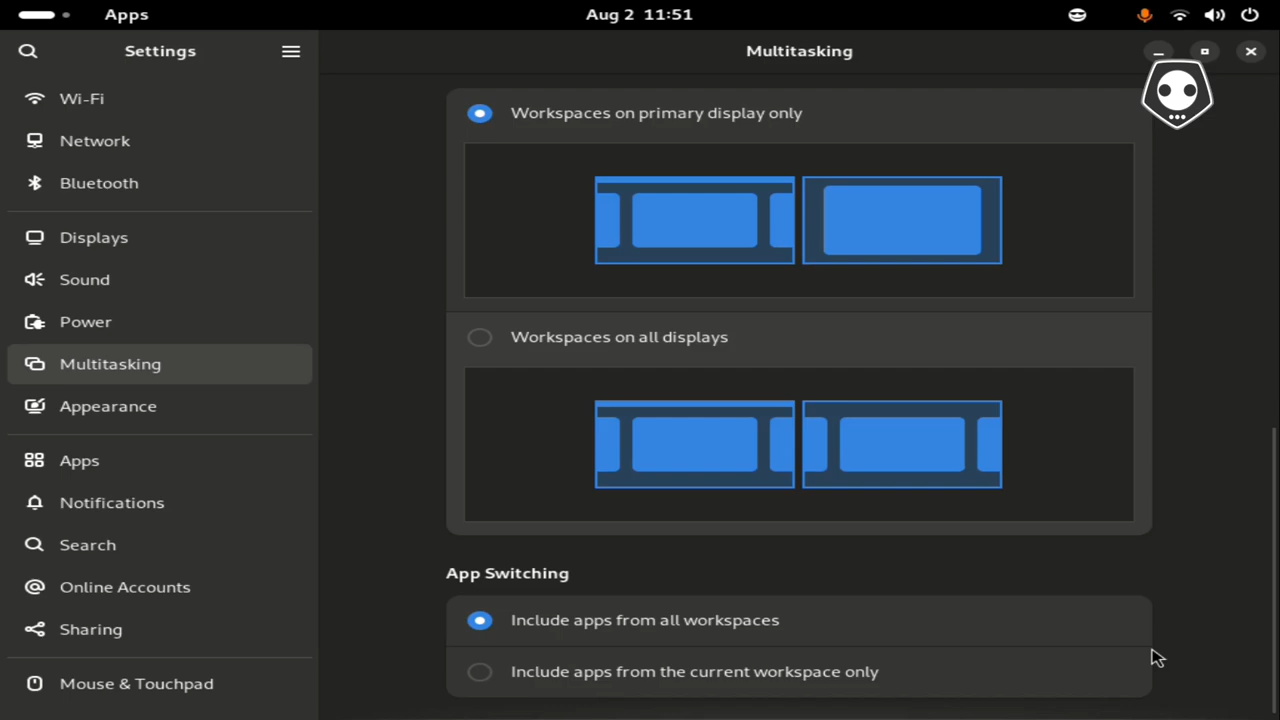 Apps
Aug 2 11:51
Settings
Multitasking
Wi-Fi
Network
Bluetooth
Displays
Sound
Power
Multitasking
Appearance
Apps
Notifications
Search
Online Accounts
Sharing
Mouse & Touchpad
Workspaces on primary display only
Workspaces on all displays
App Switching
Include apps from all workspaces
Include apps from the current workspace only